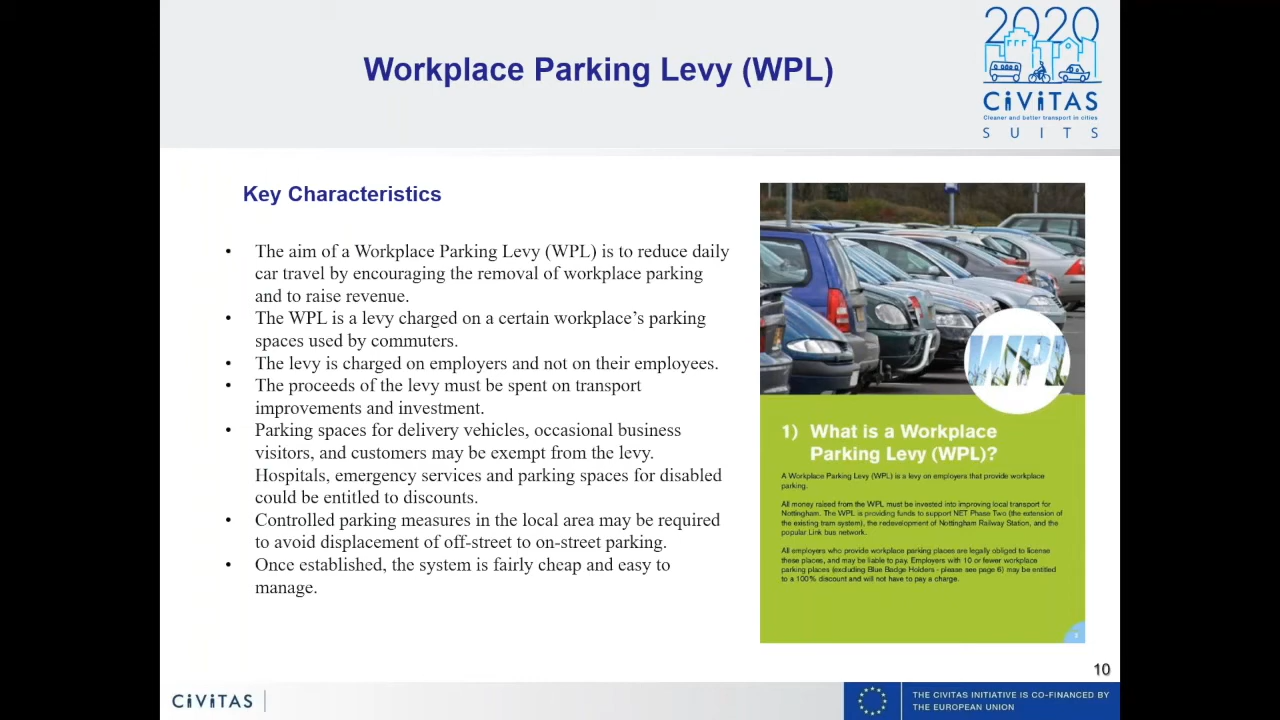 Workplace Parking Levy (WPL)
2020
CIVITAS
Cleaner and better transport in cities
SUITS
Key Characteristics
• The aim of a Workplace Parking Levy (WPL) is to reduce daily
car travel by encouraging the removal of workplace parking
and to raise revenue.
• The WPL is a levy charged on a certain workplace’s parking
spaces used by commuters.
• The levy is charged on employers and not on their employees.
• The proceeds of the levy must be spent on transport
improvements and investment.
• Parking spaces for delivery vehicles, occasional business
visitors, and customers may be exempt from the levy.
Hospitals, emergency services and parking spaces for disabled
could be entitled to discounts.
• Controlled parking measures in the local area may be required
to avoid displacement of off-street to on-street parking.
• Once established, the system is fairly cheap and easy to
manage.
WPL
1) What is a Workplace
Parking Levy (WPL)?
A Workplace Parking Levy (WPL) is a levy on employers that provide workplace
parking.
All money raised from the WPL must be invested into improving local transport for
Nottingham. The WPL is providing funds to support NET Phase Two (the extension of
the existing tram system), the redevelopment of Nottingham Railway Station, and the
popular Link bus network.
All employers who provide workplace parking places are legally obliged to license
these places, and may be liable to pay. Employers with 10 or fewer workplace
parking places (excluding Blue Badge Holders - please see page 6) may be entitled
to a 100% discount and will not have to pay a charge.
10
CIVITAS
THE CIVITAS INITIATIVE IS CO-FINANCED BY
THE EUROPEAN UNION